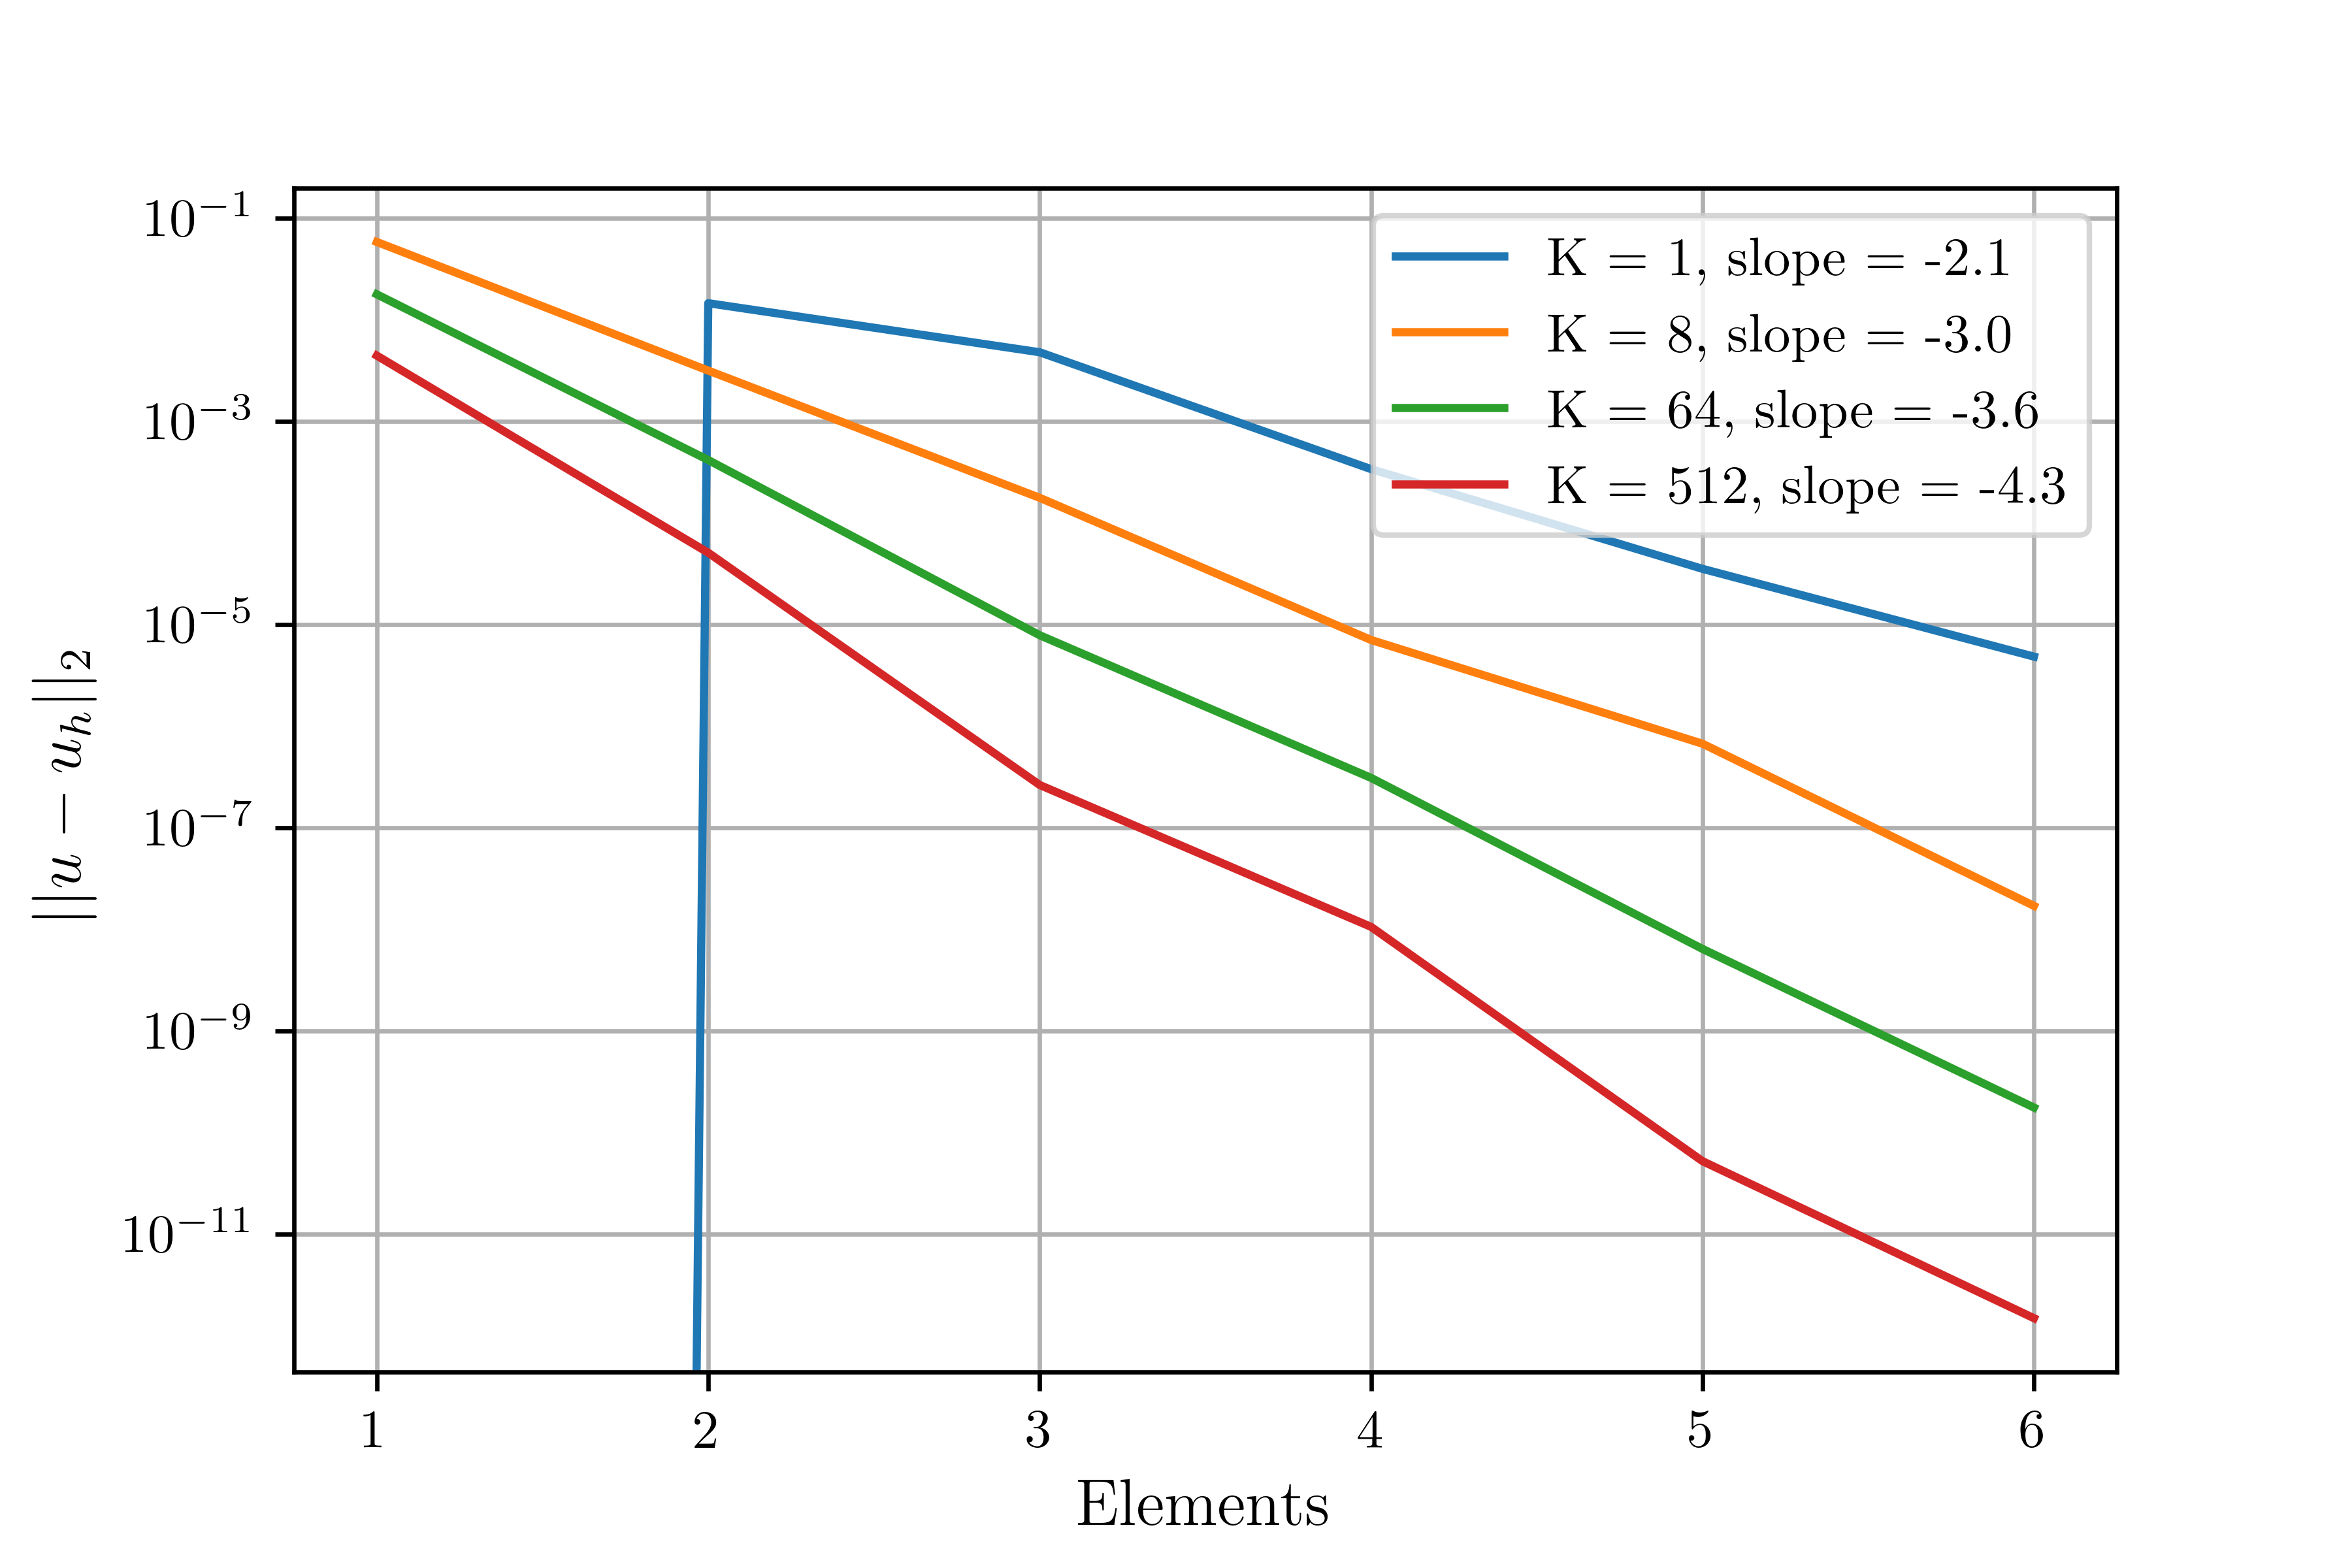 ||u − u_h||_2
10^{−1}
10^{−3}
10^{−5}
10^{−7}
10^{−9}
10^{−11}
K = 1, slope = -2.1
K = 8, slope = -3.0
K = 64, slope = -3.6
K = 512, slope = -4.3
1 2 3 4 5 6
Elements